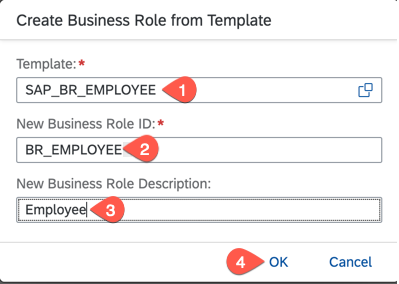 Create Business Role from Template
Template:*
SAP_BR_EMPLOYEE 1
New Business Role ID:*
BR_EMPLOYEE 2
New Business Role Description:
Employee 3
4 OK Cancel